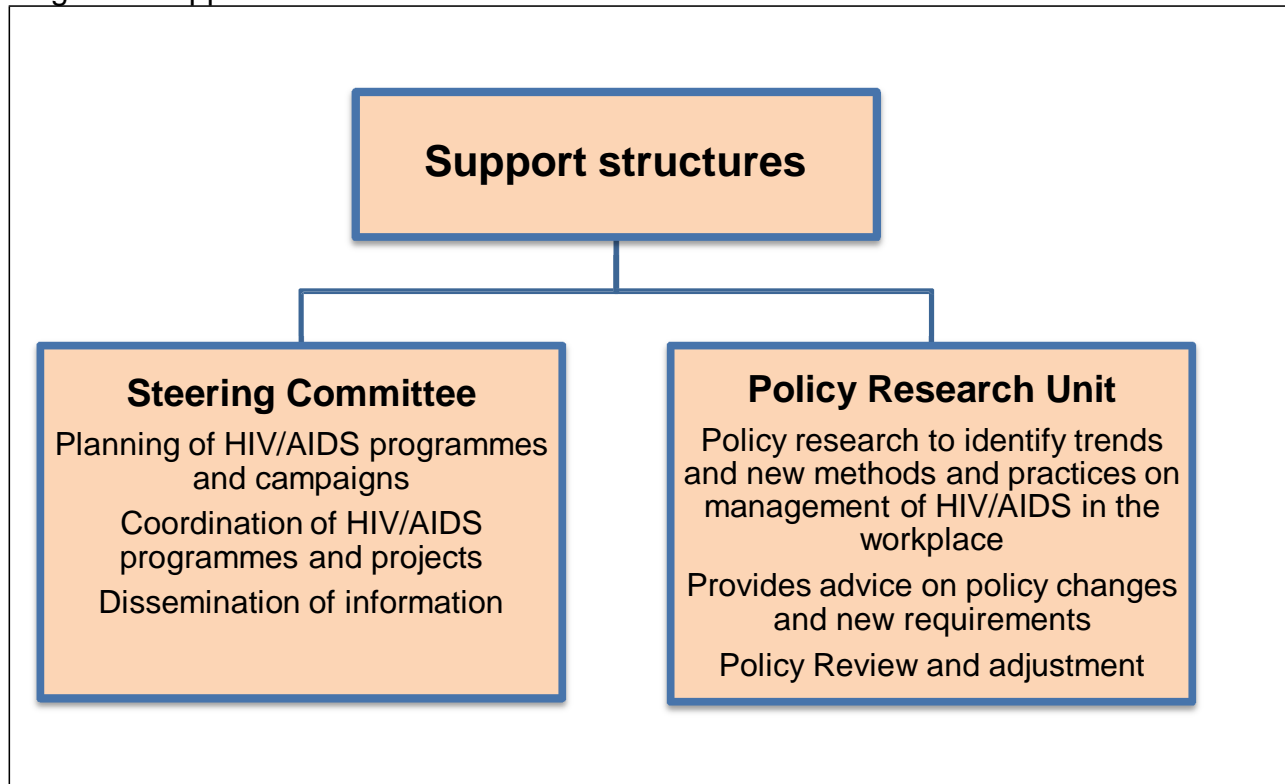 Support structures
Steering Committee
Planning of HIV/AIDS programmes
and campaigns
Coordination of HIV/AIDS
programmes and projects
Dissemination of information
Policy Research Unit
Policy research to identify trends
and new methods and practices on
management of HIV/AIDS in the
workplace
Provides advice on policy changes
and new requirements
Policy Review and adjustment